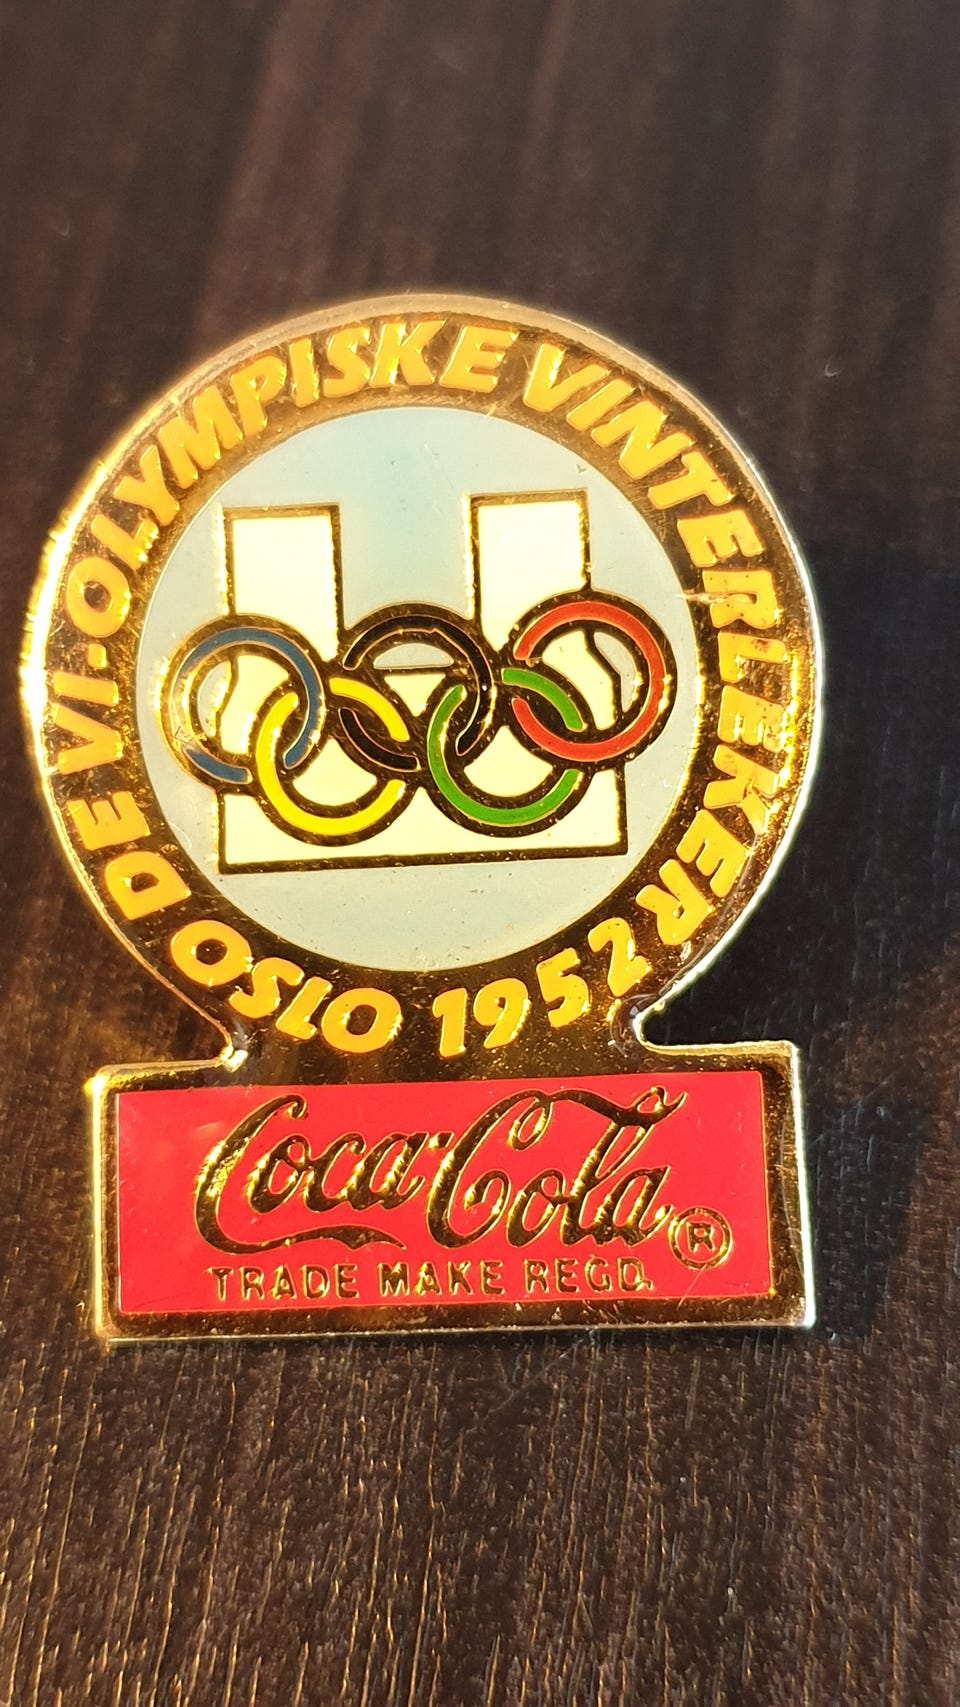 DE VI. OLYMPISKE VINTERLEKER
OSLO 1952
Coca-Cola ®
TRADE MAKE REGD.